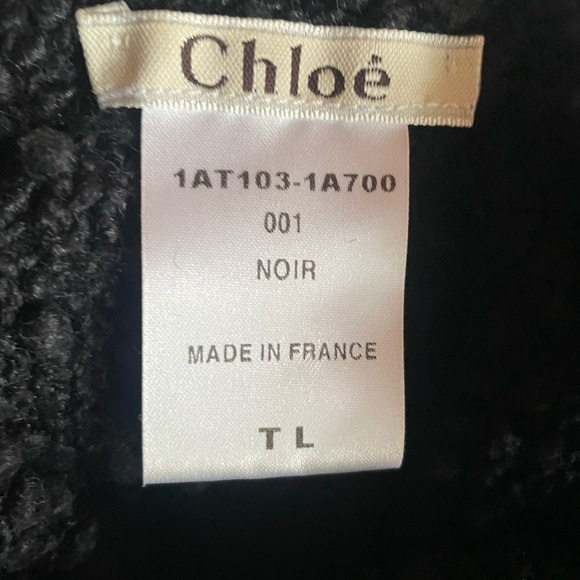 Chloé
1AT103-1A700
001
NOIR
MADE IN FRANCE
T L